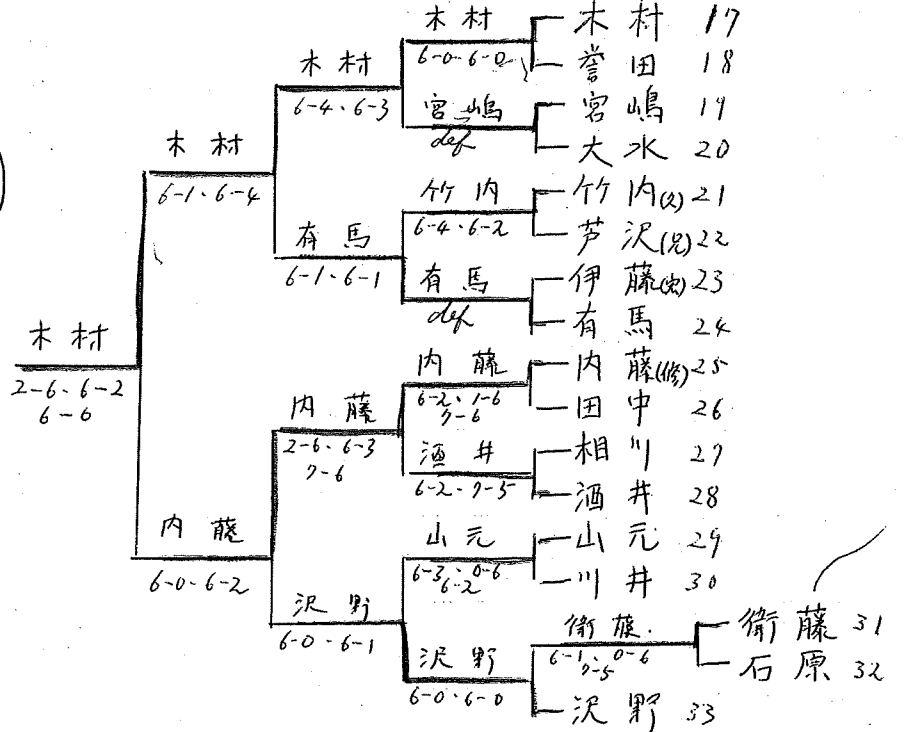 木村
木村 17
木村
6-0・6-0
誉田 18
6-4・6-3
宮嶋
宮嶋 19
def
大水 20
木村
6-1・6-4
竹内
竹内(久) 21
6-4・6-2
芦沢(兄) 22
有馬
6-1・6-1
有馬
伊藤 23
def
有馬 24
木村
2-6・6-2
6-0
内藤
内藤(修) 25
6-2・1-6
7-6
田中 26
内藤
2-6・6-3
7-6
酒井
相川 27
6-2・7-5
酒井 28
内藤
6-0・6-2
山元
山元 29
6-3・0-6
6-2
川井 30
沢野
6-0・6-1
衛藤
衛藤 31
6-1・0-6
7-5
石原 32
沢野
6-0・6-0
沢野 33